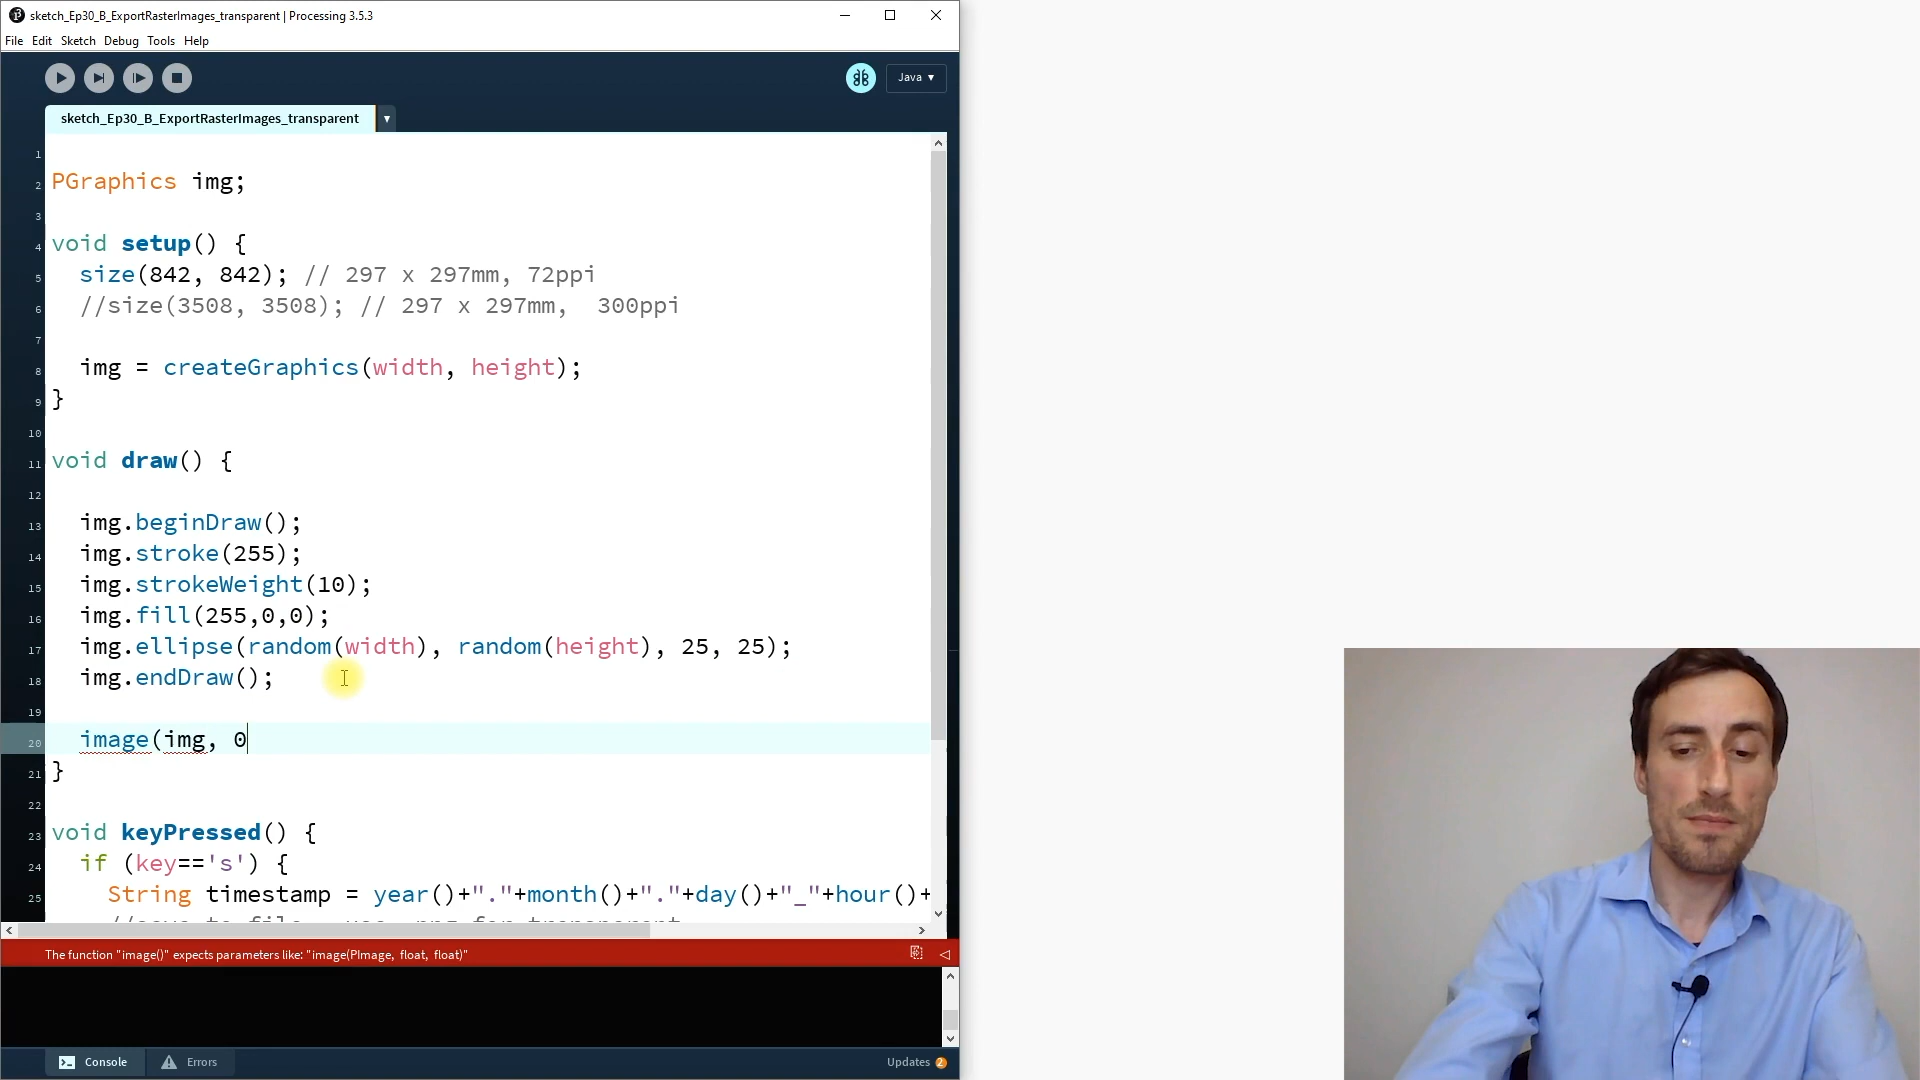 sketch_Ep30_B_ExportRasterImages_transparent | Processing 3.5.3
File Edit Sketch Debug Tools Help
Java ▾
sketch_Ep30_B_ExportRasterImages_transparent
1
2 PGraphics img;
3
4 void setup() {
5 size(842, 842); // 297 x 297mm, 72ppi
6 //size(3508, 3508); // 297 x 297mm,  300ppi
7
8 img = createGraphics(width, height);
9 }
10
11 void draw() {
12
13 img.beginDraw();
14 img.stroke(255);
15 img.strokeWeight(10);
16 img.fill(255,0,0);
17 img.ellipse(random(width), random(height), 25, 25);
18 img.endDraw();
19
20 image(img, 0
21 }
22
23 void keyPressed() {
24 if (key=='s') {
25 String timestamp = year()+"."+month()+"."+day()+"_"+hour()+
The function "image()" expects parameters like: "image(PImage, float, float)"
Console Errors Updates 2